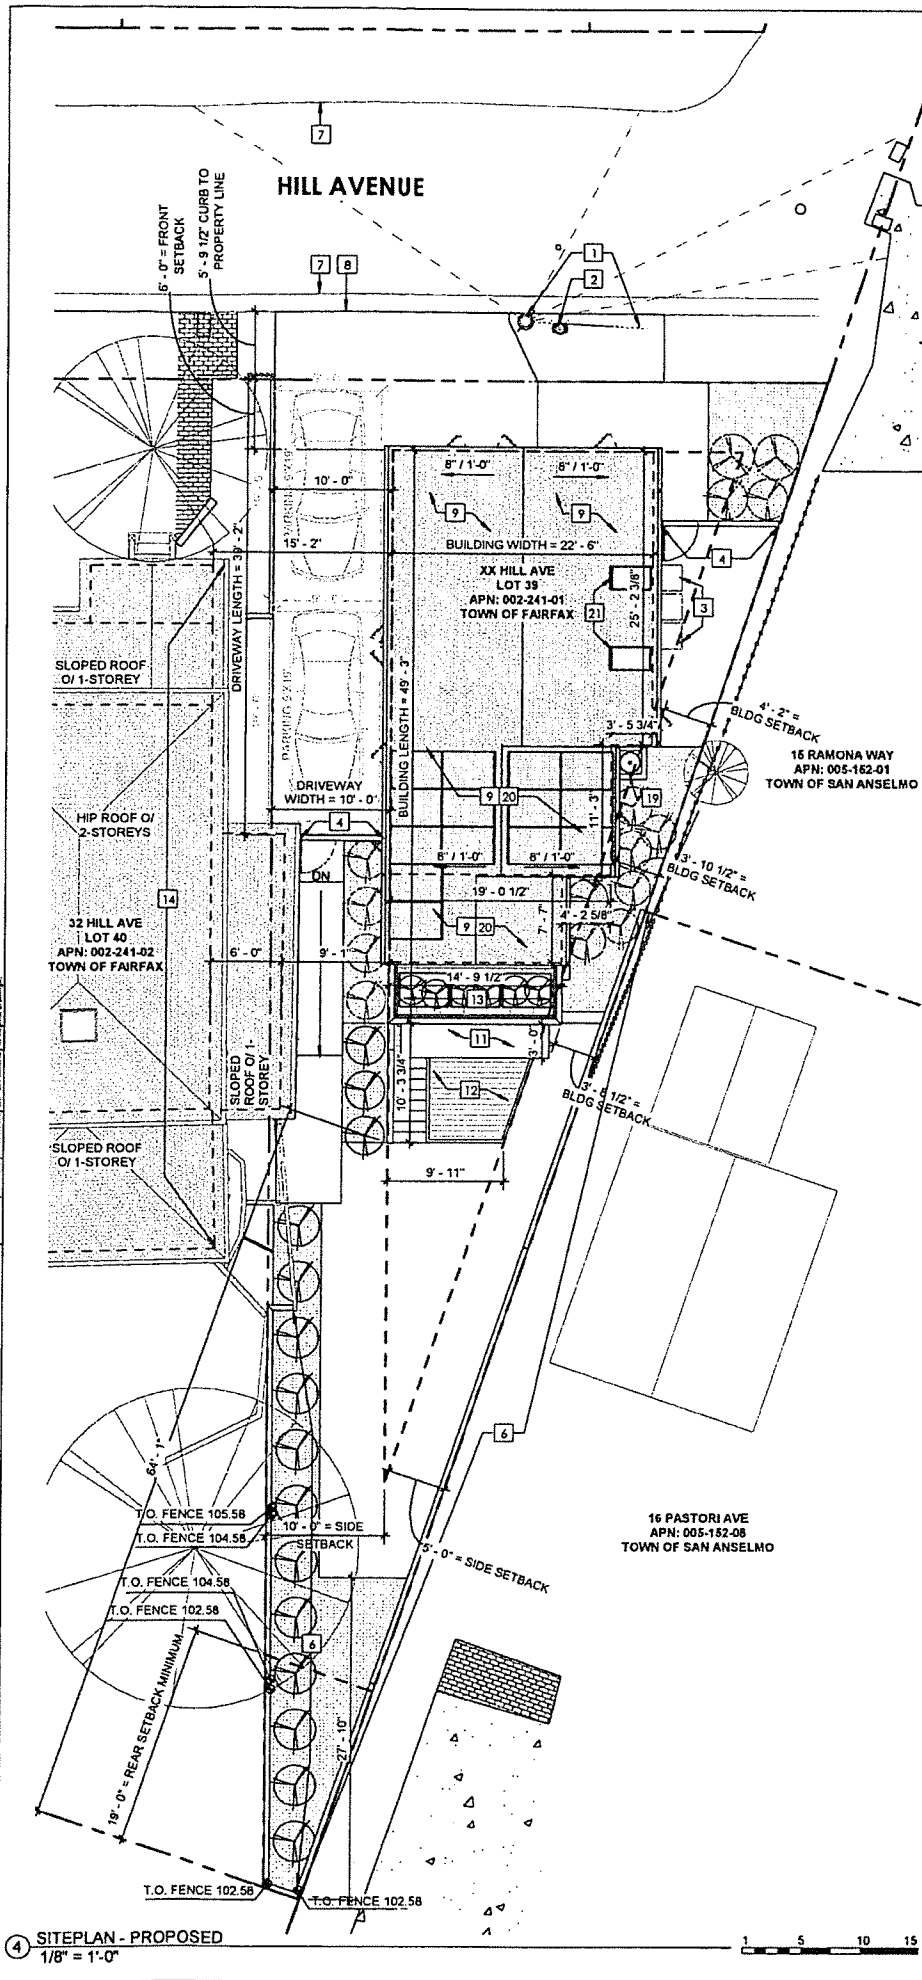 7
HILL AVENUE
6' - 0" = FRONT
SETBACK
5' - 9 1/2" CURB TO
PROPERTY LINE
7
8
1
2
8" / 1'-0"
8" / 1'-0"
10' - 0"
9
9
15' - 2"
BUILDING WIDTH = 22' - 6"
4
XX HILL AVE
LOT 39
APN: 002-241-01
TOWN OF FAIRFAX
21
25' - 2 3/8"
3
DRIVEWAY LENGTH = 39' - 2"
SLOPED ROOF
O/ 1-STOREY
BUILDING LENGTH = 49' - 3"
4' - 2" =
BLDG SETBACK
3' - 5 3/4"
15 RAMONA WAY
APN: 005-152-01
TOWN OF SAN ANSELMO
DRIVEWAY
WIDTH = 10' - 0"
9 20
19
11' - 3"
4
HIP ROOF O/
2-STOREYS
8" / 1'-0"
8" / 1'-0"
3' - 10 1/2" =
BLDG SETBACK
DN
19' - 0 1/2"
14
32 HILL AVE
LOT 40
APN: 002-241-02
TOWN OF FAIRFAX
9 20
7' - 7"
4' - 2 5/8"
6' - 0"
9' - 1"
14' - 9 1/2"
13
11
3' - 0"
SLOPED
ROOF O/ 1-
STOREY
10' - 3 3/4"
12
3' - 8 1/2" =
BLDG SETBACK
SLOPED ROOF
O/ 1-STOREY
9' - 11"
6
64' - 1"
T.O. FENCE 105.58
T.O. FENCE 104.58
10' - 0" = SIDE
SETBACK
16 PASTORI AVE
APN: 005-152-08
TOWN OF SAN ANSELMO
5' - 0" = SIDE SETBACK
T.O. FENCE 104.58
T.O. FENCE 102.58
6
19' - 0" = REAR SETBACK MINIMUM
27' - 10"
T.O. FENCE 102.58
T.O. FENCE 102.58
4 SITEPLAN - PROPOSED
1/8" = 1'-0"
1 5 10 15